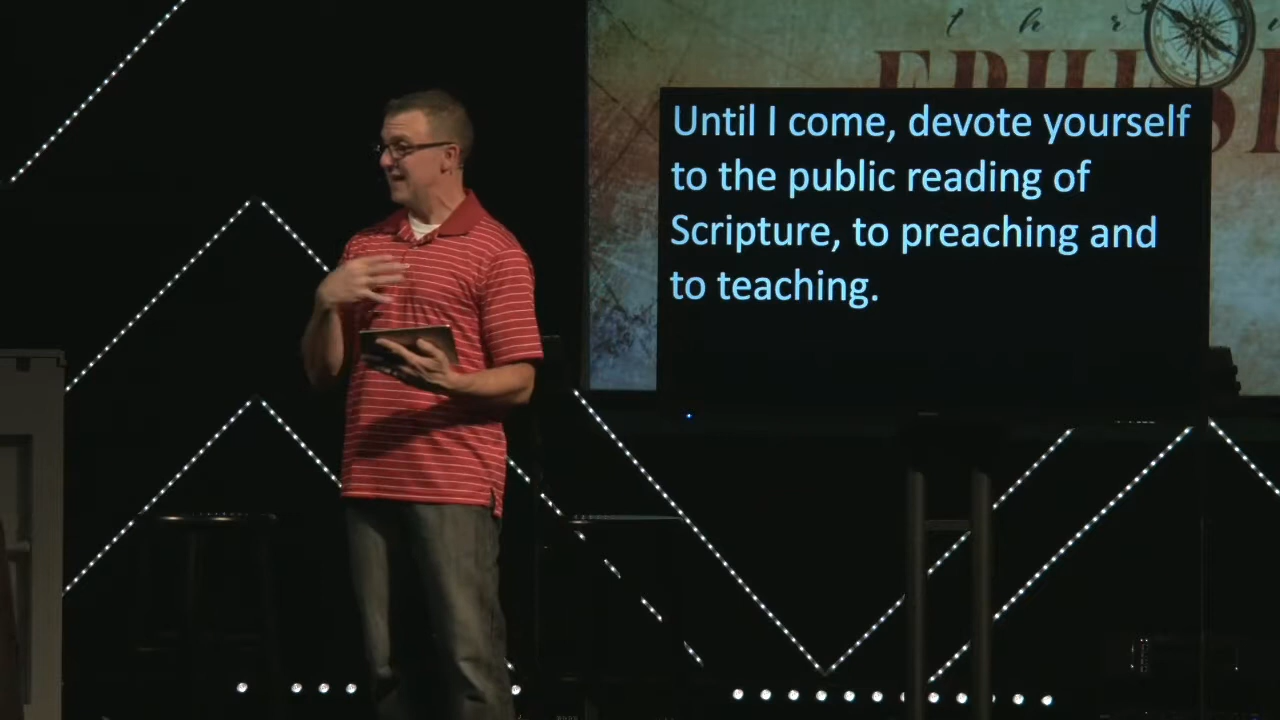 Until I come, devote yourself
to the public reading of
Scripture, to preaching and
to teaching.